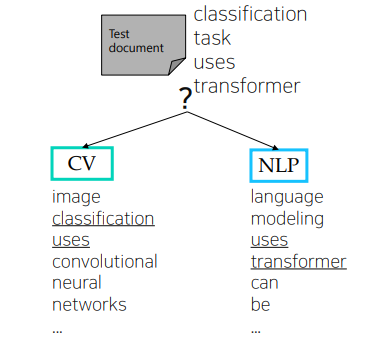 Test
document
classification
task
uses
transformer
?
CV
image
classification
uses
convolutional
neural
networks
...
NLP
language
modeling
uses
transformer
can
be
...